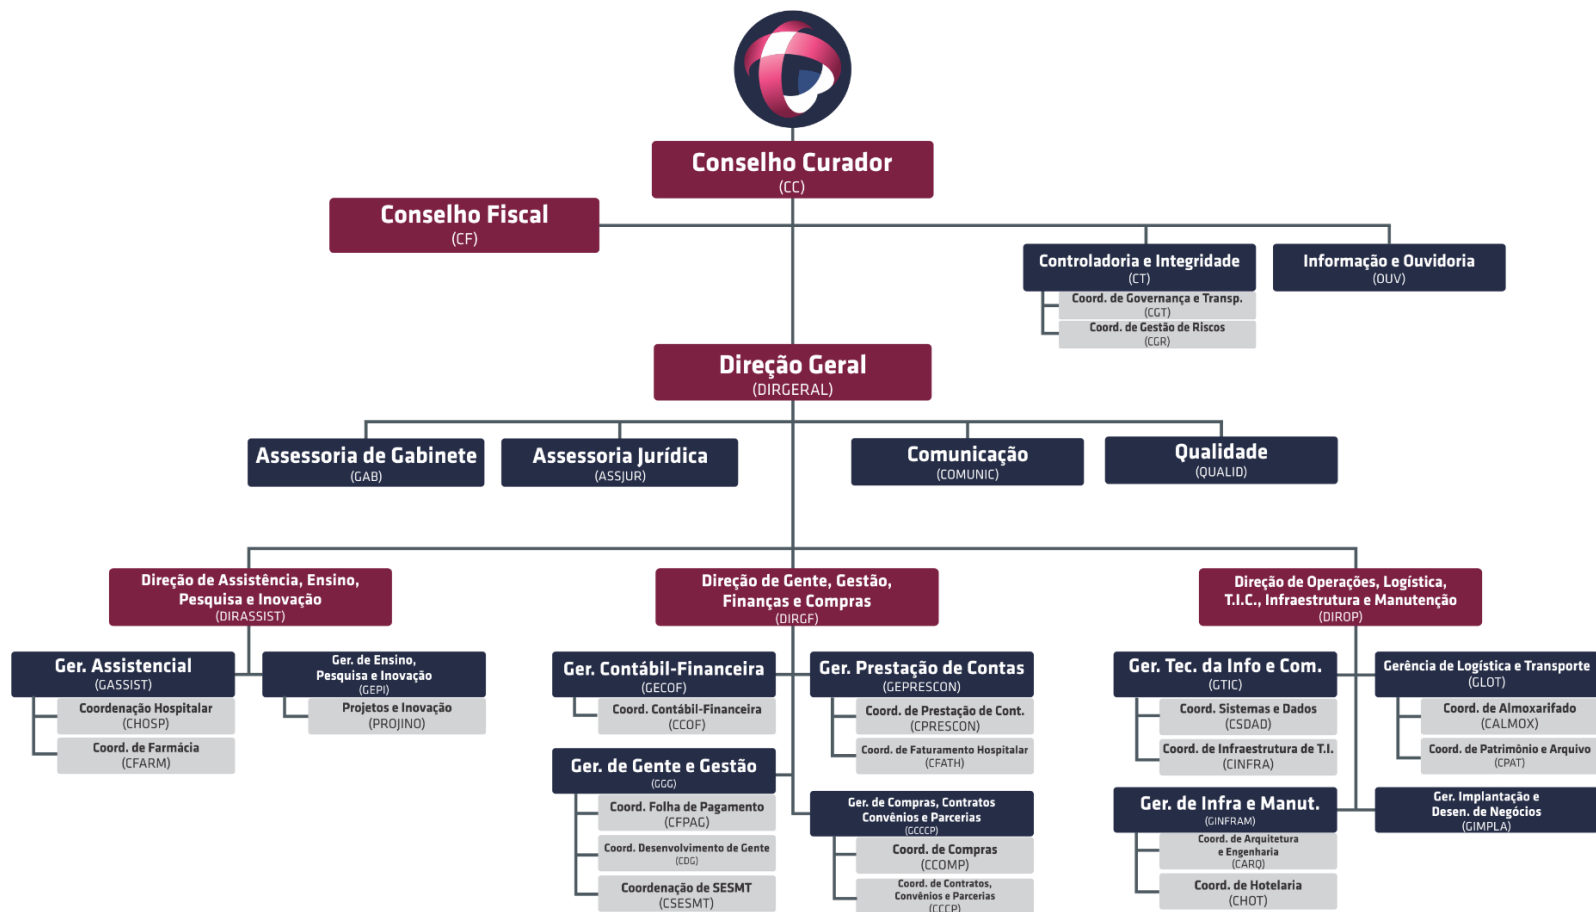 Conselho Curador
(CC)
Conselho Fiscal
(CF)
Controladoria e Integridade
(CT)
Coord. de Governança e Transp.
(CGT)
Coord. de Gestão de Riscos
(CGR)
Informação e Ouvidoria
(OUV)
Direção Geral
(DIRGERAL)
Assessoria de Gabinete
(GAB)
Assessoria Jurídica
(ASSJUR)
Comunicação
(COMUNIC)
Qualidade
(QUALID)
Direção de Assistência, Ensino,
Pesquisa e Inovação
(DIRASSIST)
Ger. Assistencial
(GASSIST)
Coordenação Hospitalar
(CHOSP)
Coord. de Farmácia
(CFARM)
Ger. de Ensino,
Pesquisa e Inovação
(GEPI)
Projetos e Inovação
(PROJINO)
Direção de Gente, Gestão,
Finanças e Compras
(DIRGF)
Ger. Contábil-Financeira
(GECOF)
Coord. Contábil-Financeira
(CCOF)
Ger. de Gente e Gestão
(GGG)
Coord. Folha de Pagamento
(CFPAG)
Coord. Desenvolvimento de Gente
(CDG)
Coordenação de SESMT
(CSESMT)
Ger. Prestação de Contas
(GEPRESCON)
Coord. de Prestação de Cont.
(CPRESCON)
Coord. de Faturamento Hospitalar
(CFATH)
Ger. de Compras, Contratos
Convênios e Parcerias
(GCCCP)
Coord. de Compras
(CCOMP)
Coord. de Contratos,
Convênios e Parcerias
(CCCP)
Direção de Operações, Logística,
T.I.C., Infraestrutura e Manutenção
(DIROP)
Ger. Tec. da Info e Com.
(GTIC)
Coord. Sistemas e Dados
(CSDAD)
Coord. de Infraestrutura de T.I.
(CINFRA)
Ger. de Infra e Manut.
(GINFRAM)
Coord. de Arquitetura
e Engenharia
(CARQ)
Coord. de Hotelaria
(CHOT)
Gerência de Logística e Transporte
(GLOT)
Coord. de Almoxarifado
(CALMOX)
Coord. de Patrimônio e Arquivo
(CPAT)
Ger. Implantação e
Desen. de Negócios
(GIMPLA)